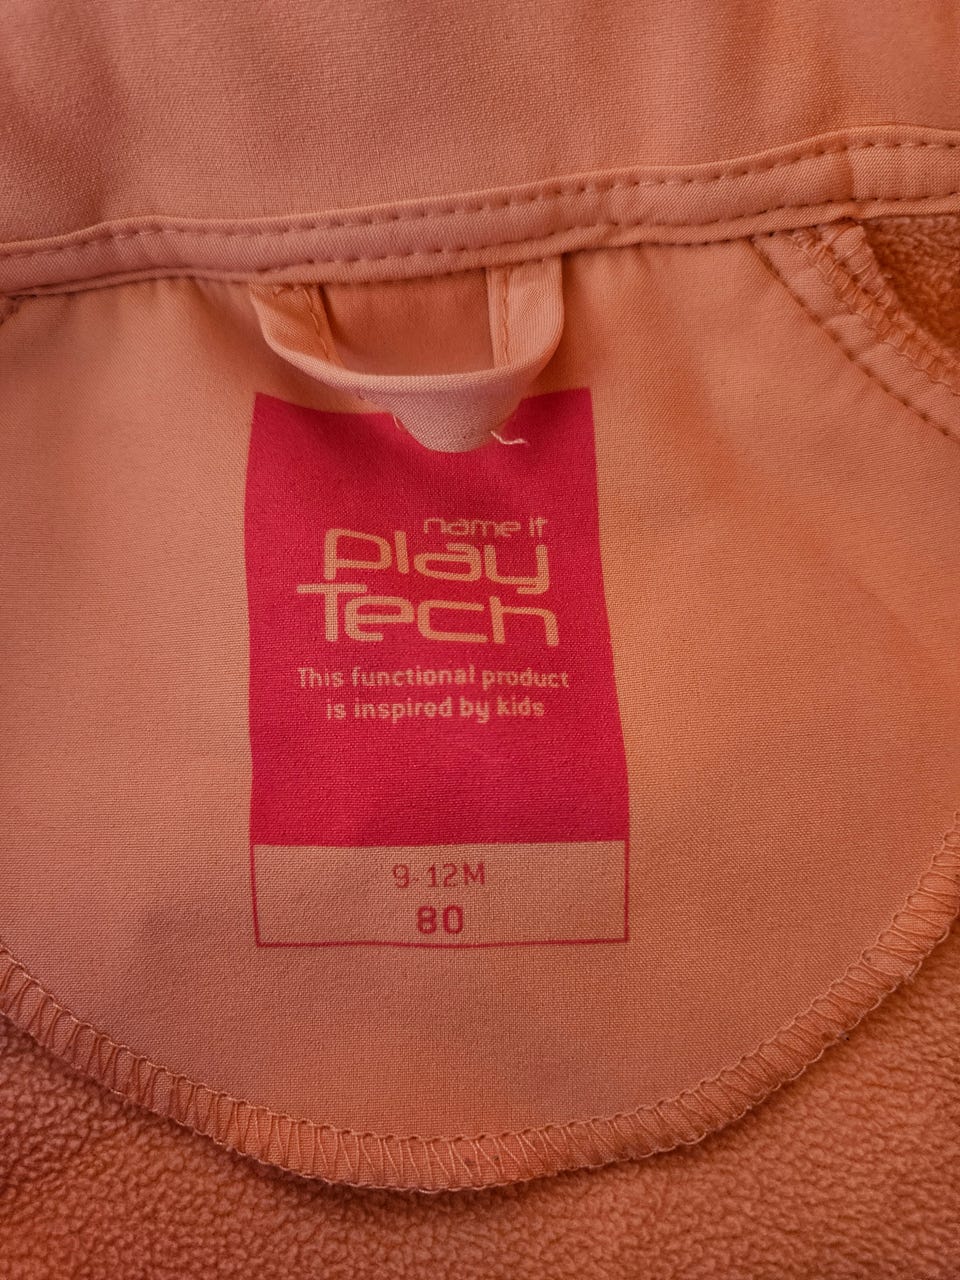 name it
play
Tech
This functional product
is inspired by kids
9-12M
80